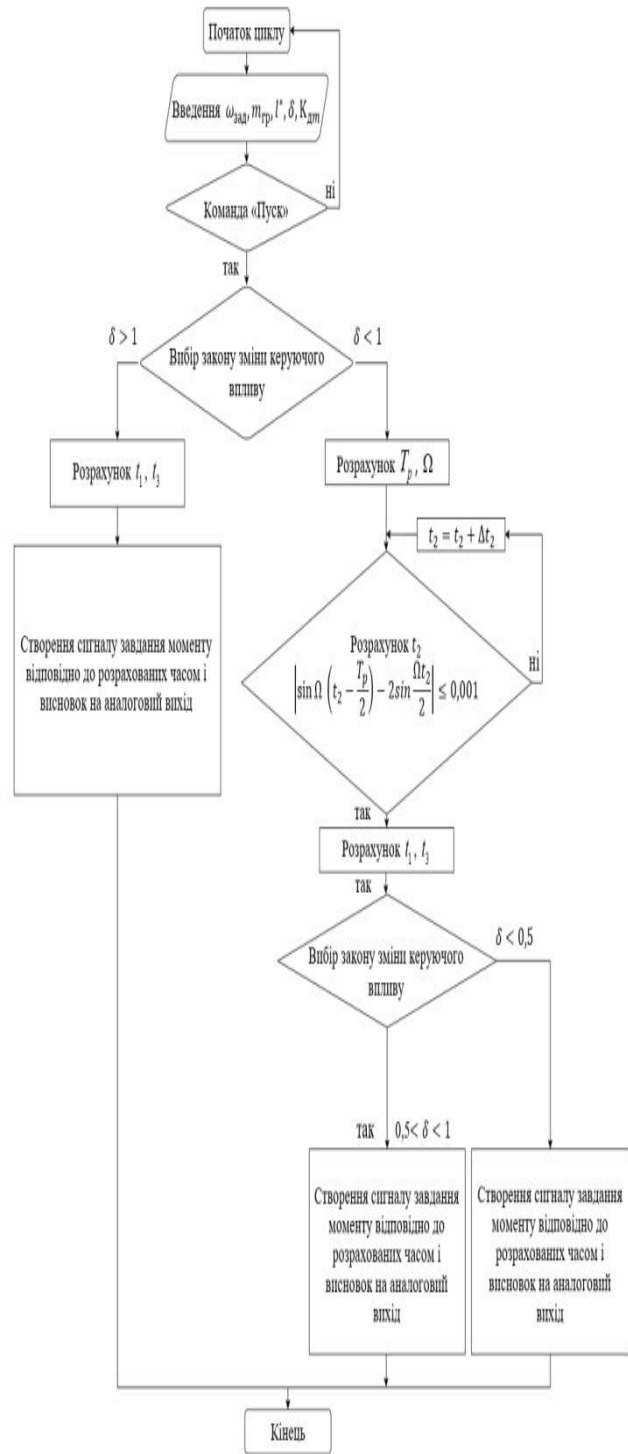 Початок циклу
Введення ω_зад, m_гр, l*, δ, К_дт
Команда «Пуск»
ні
так
δ > 1
δ < 1
Вибір закону зміни керуючого
впливу
Розрахунок t₁, t₃
Розрахунок T_p, Ω
t₂ = t₂ + Δt₂
Створення сигналу завдання моменту
відповідно до розрахованих часом і
висновок на аналоговий вихід
Розрахунок t₂
|sin Ω (t₂ − T_p/2) − 2sin Ωt₂/2| ≤ 0,001
ні
так
Розрахунок t₁, t₃
так
Вибір закону зміни керуючого
впливу
δ < 0,5
так 0,5< δ < 1
Створення сигналу завдання
моменту відповідно до
розрахованих часом і
висновок на аналоговий
вихід
Створення сигналу завдання
моменту відповідно до
розрахованих часом і
висновок на аналоговий
вихід
Кінець